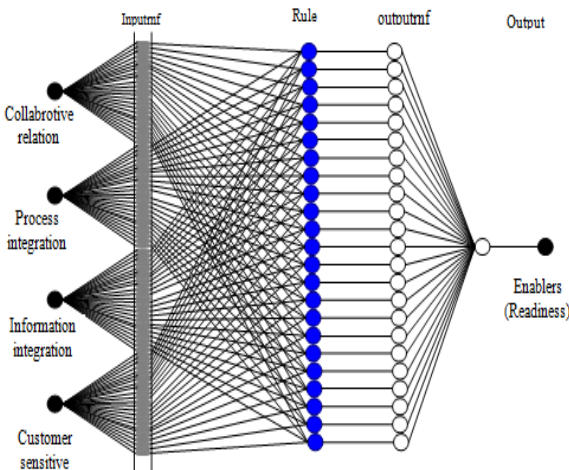 Inputmf
Rule
outputmf
Output
Collabrotive
relation
Process
integration
Information
integration
Customer
sensitive
Enablers
(Readiness)